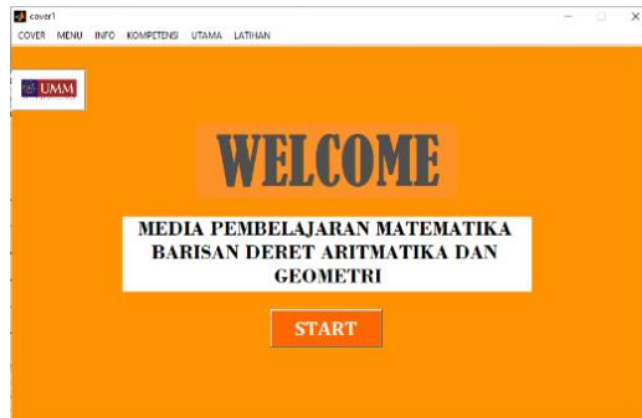 cover1
COVER MENU INFO KOMPETENSI UTAMA LATIHAN
UMM
WELCOME
MEDIA PEMBELAJARAN MATEMATIKA
BARISAN DERET ARITMATIKA DAN
GEOMETRI
START